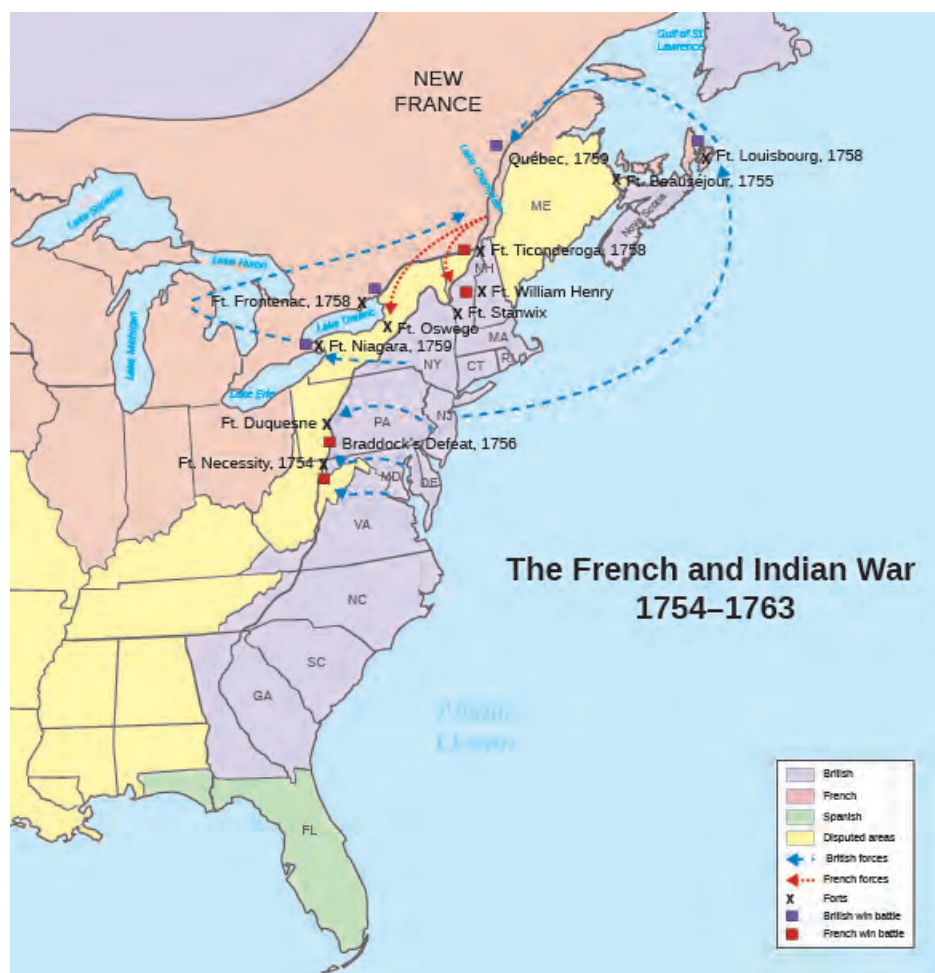 Gulf of St
Lawrence
NEW
FRANCE
Québec, 1759
Ft. Louisbourg, 1758
Ft. Beauséjour, 1755
Lake Champlain
ME
Nova Scotia
Lake Superior
Lake Huron
Ft. Ticonderoga, 1758
NH
Ft. Frontenac, 1758
Ft. William Henry
Lake Ontario
Ft. Stanwix
Ft. Oswego
Lake Michigan
Ft. Niagara, 1759
MA
NY
CT
RI
Lake Erie
Ft. Duquesne
PA
NJ
Braddock's Defeat, 1756
Ft. Necessity, 1754
MD
DE
VA
The French and Indian War
1754–1763
NC
SC
GA
Atlantic
Ocean
FL
British
French
Spanish
Disputed areas
British forces
French forces
X Forts
British win battle
French win battle